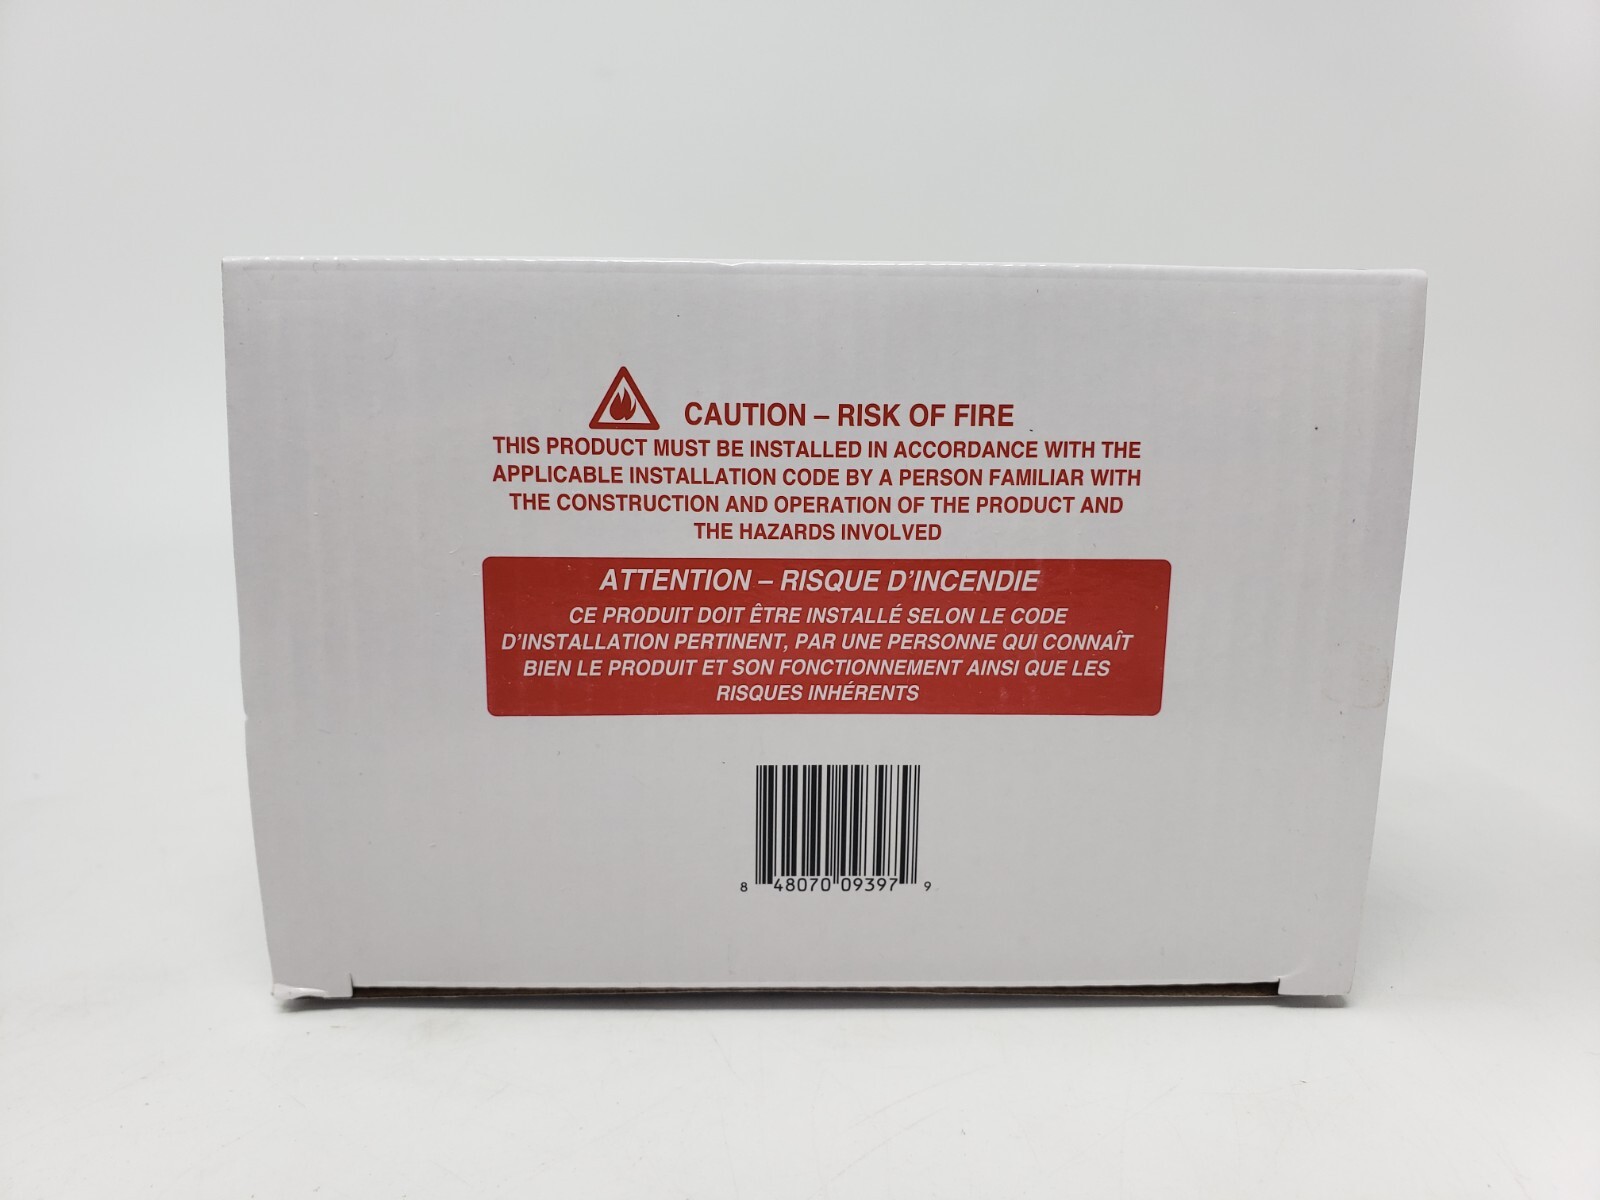 CAUTION – RISK OF FIRE
THIS PRODUCT MUST BE INSTALLED IN ACCORDANCE WITH THE
APPLICABLE INSTALLATION CODE BY A PERSON FAMILIAR WITH
THE CONSTRUCTION AND OPERATION OF THE PRODUCT AND
THE HAZARDS INVOLVED
ATTENTION – RISQUE D'INCENDIE
CE PRODUIT DOIT ÊTRE INSTALLÉ SELON LE CODE
D'INSTALLATION PERTINENT, PAR UNE PERSONNE QUI CONNAÎT
BIEN LE PRODUIT ET SON FONCTIONNEMENT AINSI QUE LES
RISQUES INHÉRENTS
8 48070 09397 9